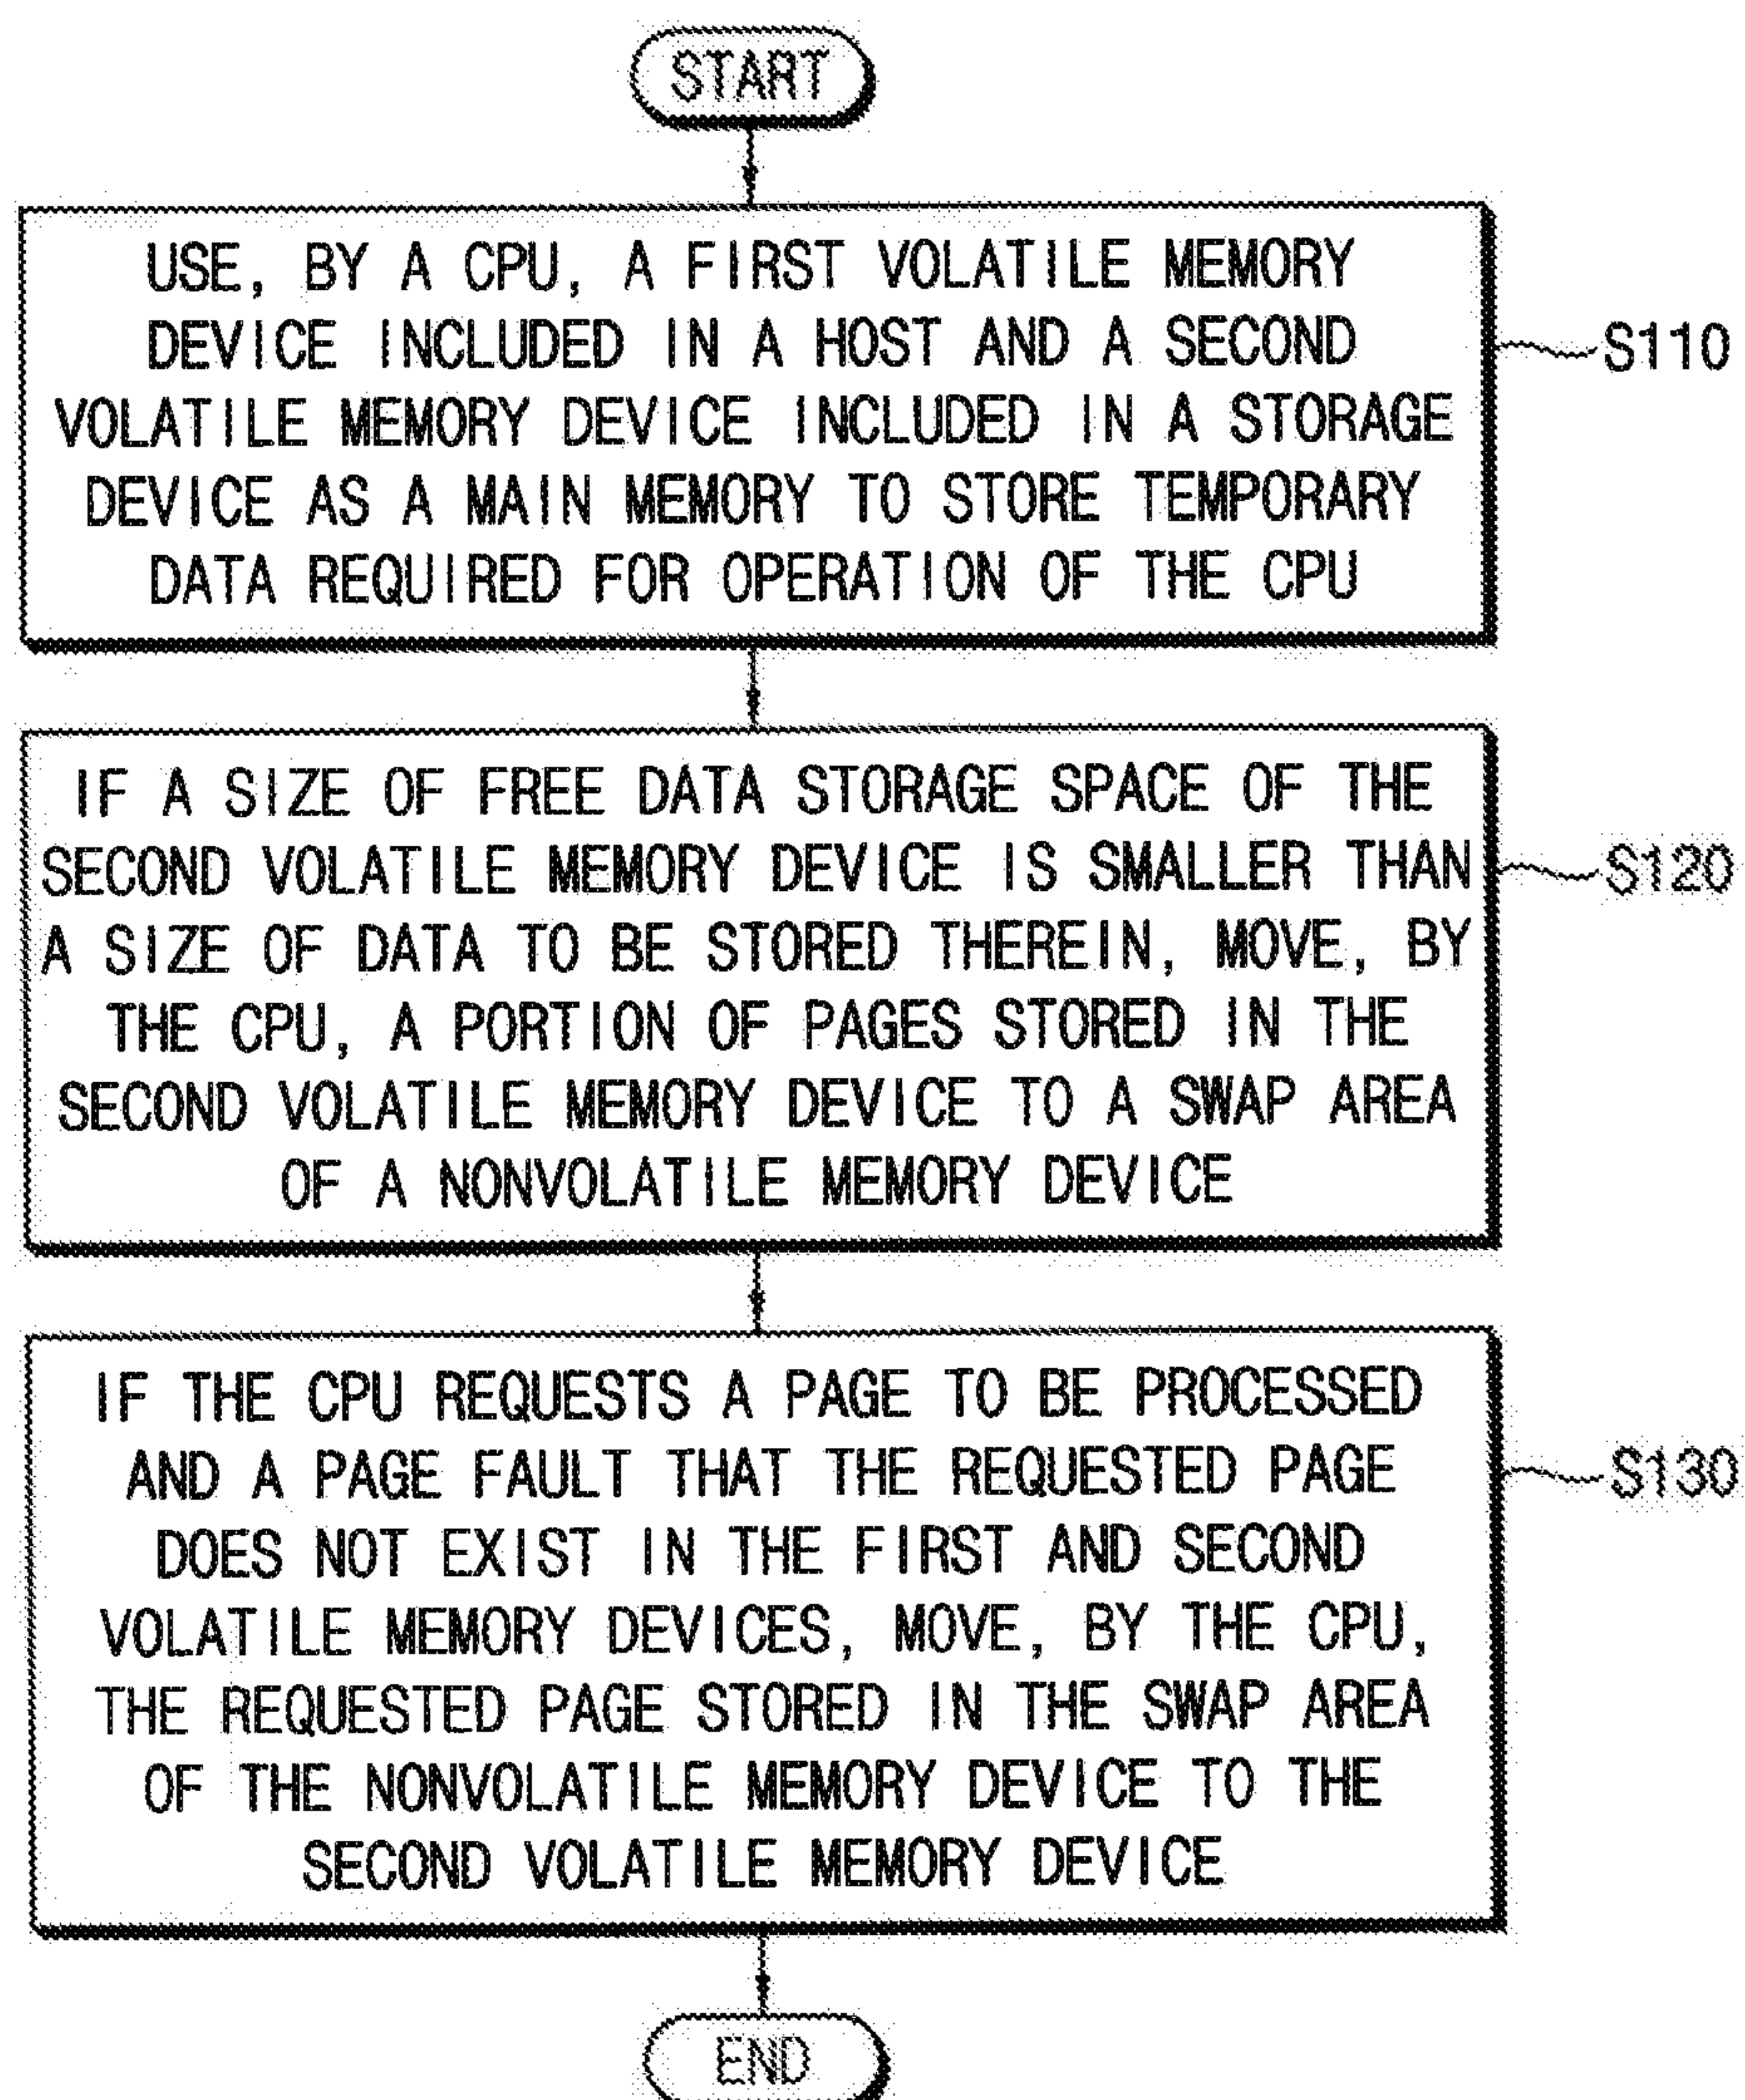 START
USE, BY A CPU, A FIRST VOLATILE MEMORY
DEVICE INCLUDED IN A HOST AND A SECOND
VOLATILE MEMORY DEVICE INCLUDED IN A STORAGE
DEVICE AS A MAIN MEMORY TO STORE TEMPORARY
DATA REQUIRED FOR OPERATION OF THE CPU
S110
IF A SIZE OF FREE DATA STORAGE SPACE OF THE
SECOND VOLATILE MEMORY DEVICE IS SMALLER THAN
A SIZE OF DATA TO BE STORED THEREIN, MOVE, BY
THE CPU, A PORTION OF PAGES STORED IN THE
SECOND VOLATILE MEMORY DEVICE TO A SWAP AREA
OF A NONVOLATILE MEMORY DEVICE
S120
IF THE CPU REQUESTS A PAGE TO BE PROCESSED
AND A PAGE FAULT THAT THE REQUESTED PAGE
DOES NOT EXIST IN THE FIRST AND SECOND
VOLATILE MEMORY DEVICES, MOVE, BY THE CPU,
THE REQUESTED PAGE STORED IN THE SWAP AREA
OF THE NONVOLATILE MEMORY DEVICE TO THE
SECOND VOLATILE MEMORY DEVICE
S130
END